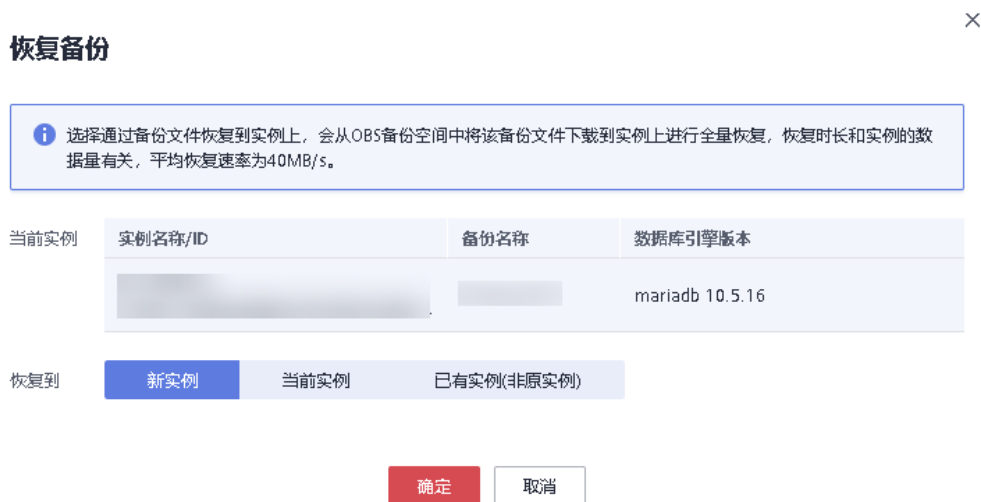 恢复备份
选择通过备份文件恢复到实例上，会从OBS备份空间中将该备份文件下载到实例上进行全量恢复，恢复时长和实例的数
据量有关，平均恢复速率为40MB/s。
当前实例 实例名称/ID 备份名称 数据库引擎版本
mariadb 10.5.16
恢复到 新实例 当前实例 已有实例(非原实例)
确定 取消